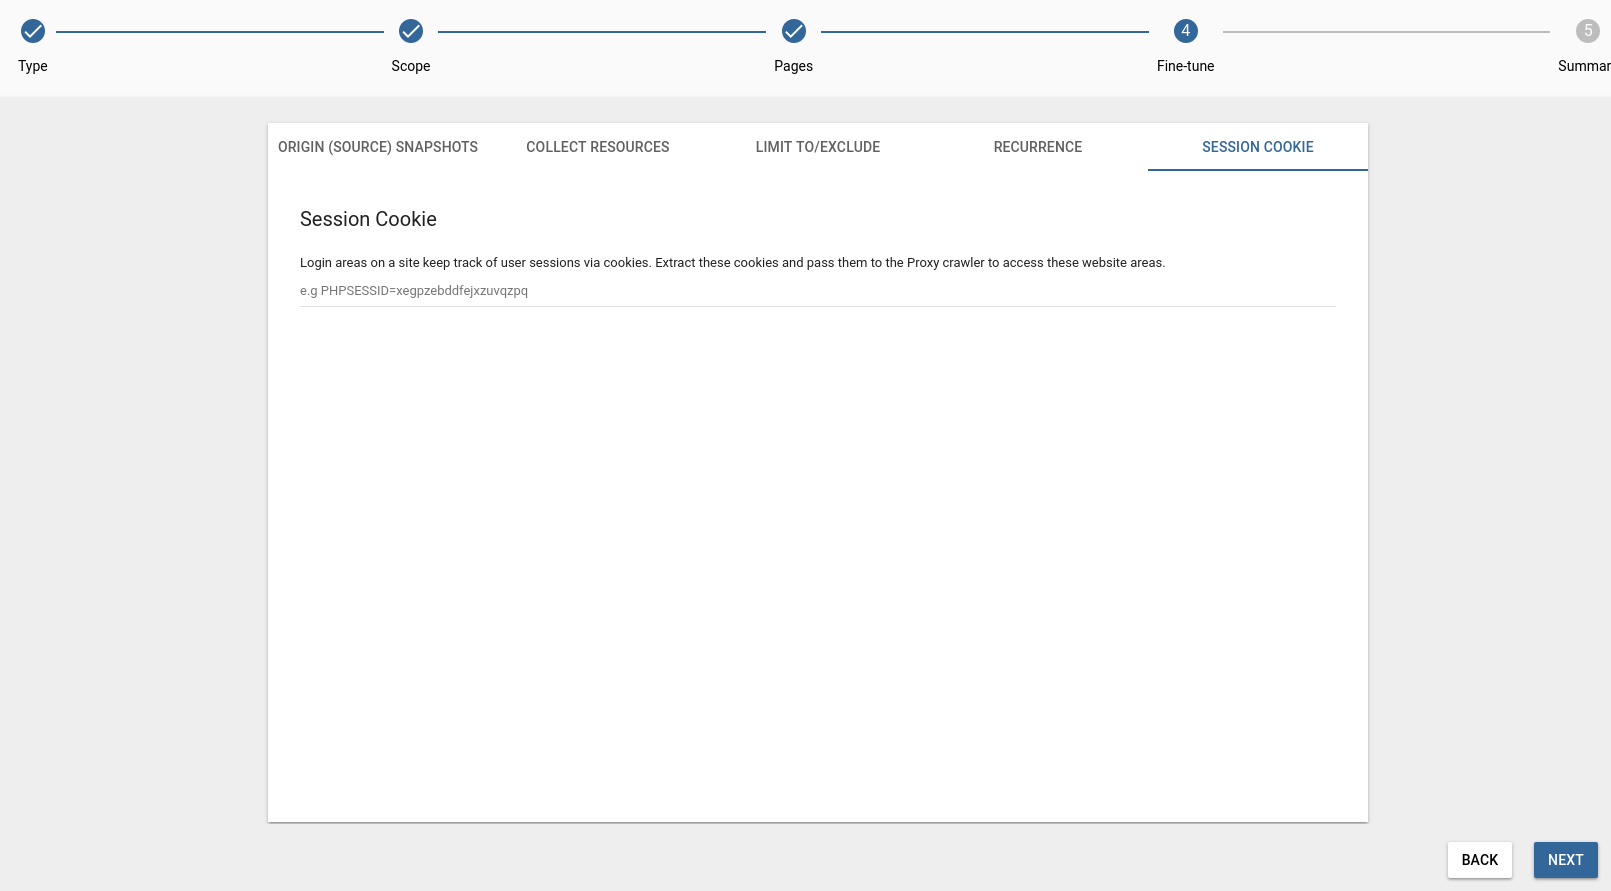 4
5
Type
Scope
Pages
Fine-tune
Summar
ORIGIN (SOURCE) SNAPSHOTS
COLLECT RESOURCES
LIMIT TO/EXCLUDE
RECURRENCE
SESSION COOKIE
Session Cookie
Login areas on a site keep track of user sessions via cookies. Extract these cookies and pass them to the Proxy crawler to access these website areas.
e.g PHPSESSID=xegpzebddfejxzuvqzpq
BACK
NEXT